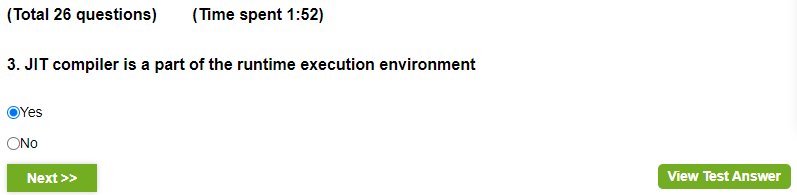 (Total 26 questions) (Time spent 1:52)
3. JIT compiler is a part of the runtime execution environment
Yes
No
Next >>
View Test Answer